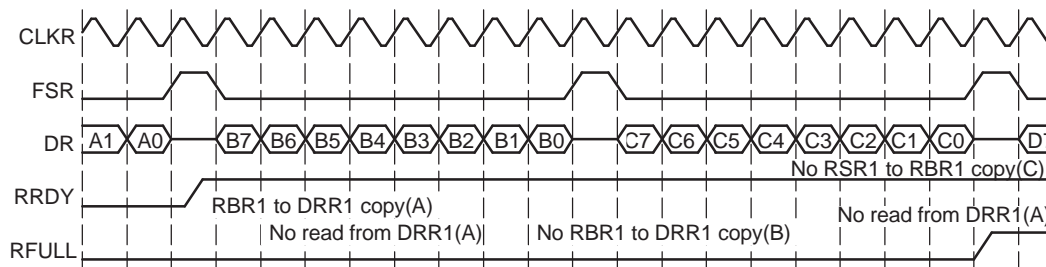 CLKR
FSR
DR A1 A0 B7 B6 B5 B4 B3 B2 B1 B0 C7 C6 C5 C4 C3 C2 C1 C0 D7
No RSR1 to RBR1 copy(C)
RRDY
RBR1 to DRR1 copy(A)
No read from DRR1(A)
No read from DRR1(A) No RBR1 to DRR1 copy(B)
RFULL